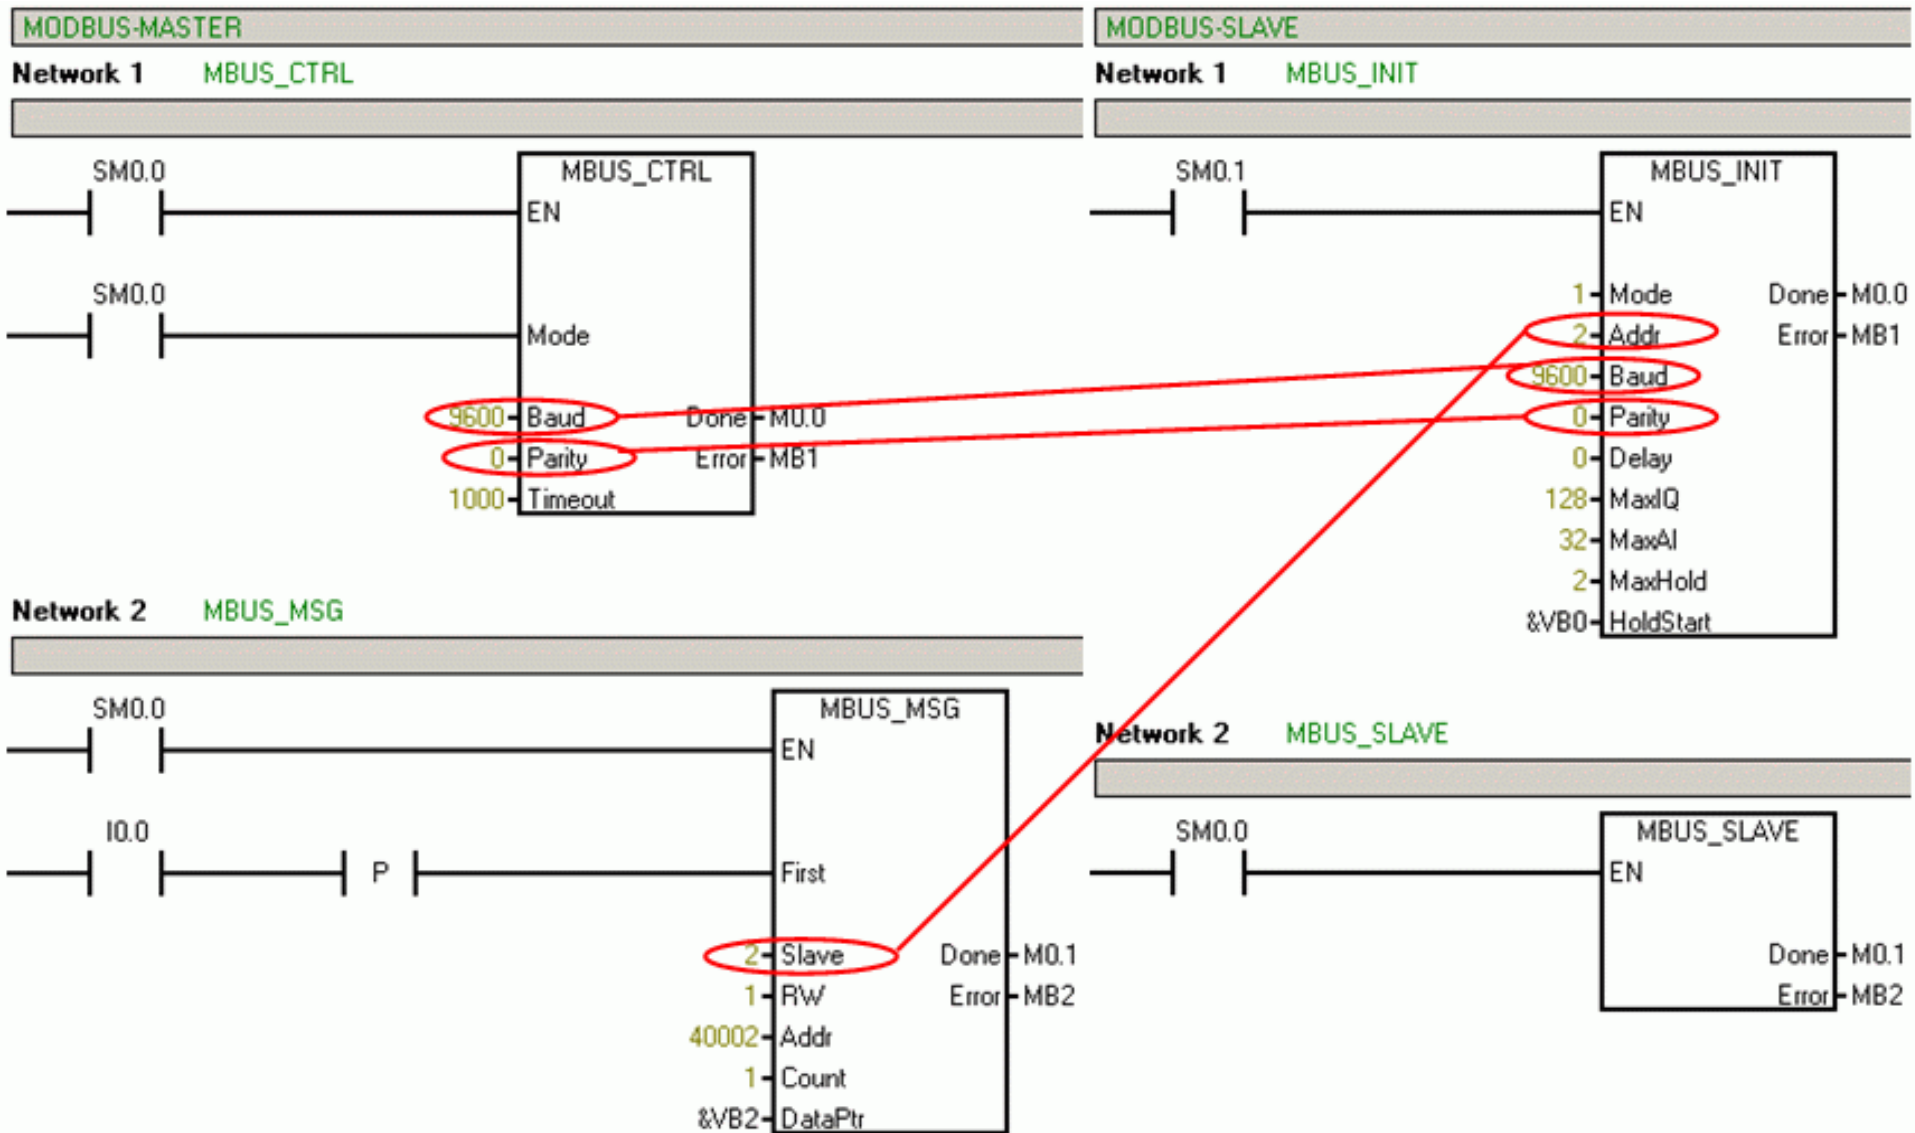 MODBUS-MASTER
Network 1 MBUS_CTRL
SM0.0
MBUS_CTRL
EN
SM0.0
Mode
9600 Baud Done M0.0
0 Parity Error MB1
1000 Timeout
Network 2 MBUS_MSG
SM0.0
MBUS_MSG
EN
I0.0
P
First
2 Slave Done M0.1
1 RW Error MB2
40002 Addr
1 Count
&VB2 DataPtr
MODBUS-SLAVE
Network 1 MBUS_INIT
SM0.1
MBUS_INIT
EN
1 Mode Done M0.0
2 Addr Error MB1
9600 Baud
0 Parity
0 Delay
128 MaxIQ
32 MaxAI
2 MaxHold
&VB0 HoldStart
Network 2 MBUS_SLAVE
SM0.0
MBUS_SLAVE
EN
Done M0.1
Error MB2